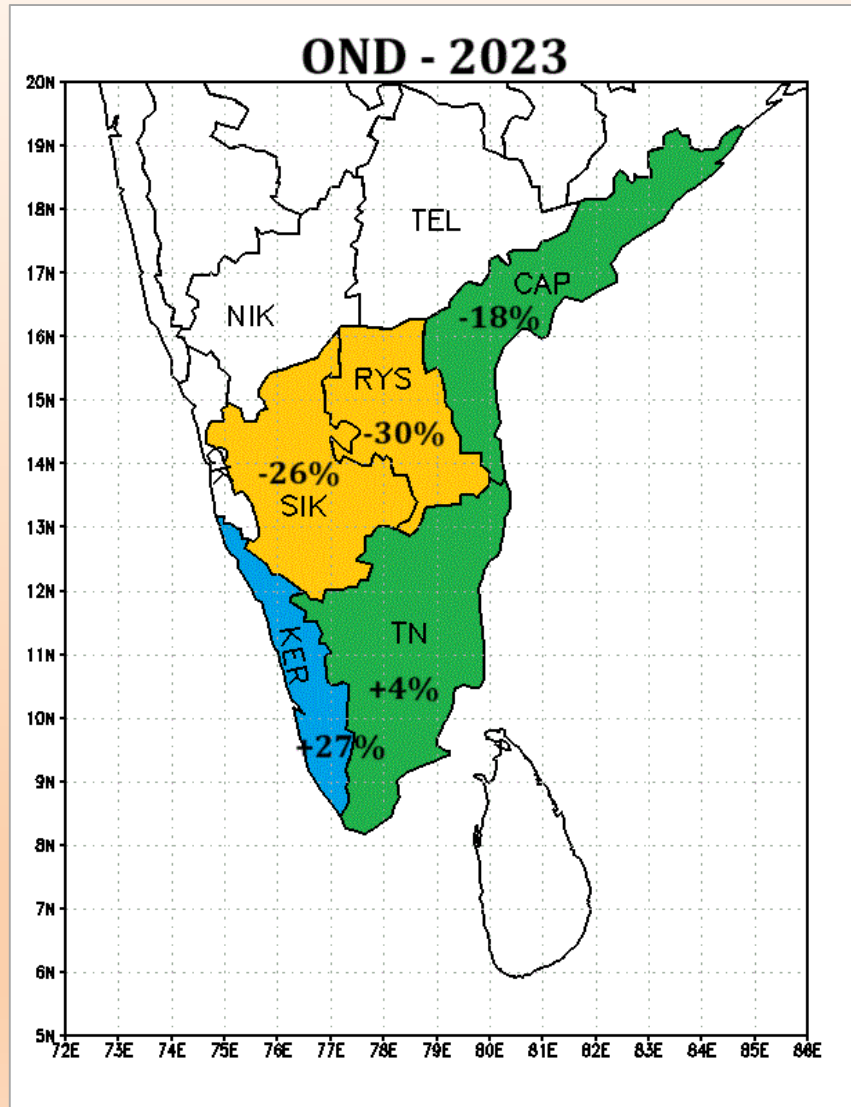 OND - 2023
20N
19N
18N
17N
16N
15N
14N
13N
12N
11N
10N
9N
8N
7N
6N
5N
72E 73E 74E 75E 76E 77E 78E 79E 80E 81E 82E 83E 84E 85E 86E
TEL
CAP
-18%
NIK
RYS
-30%
CK
-26%
SIK
TN
+4%
KER
+27%